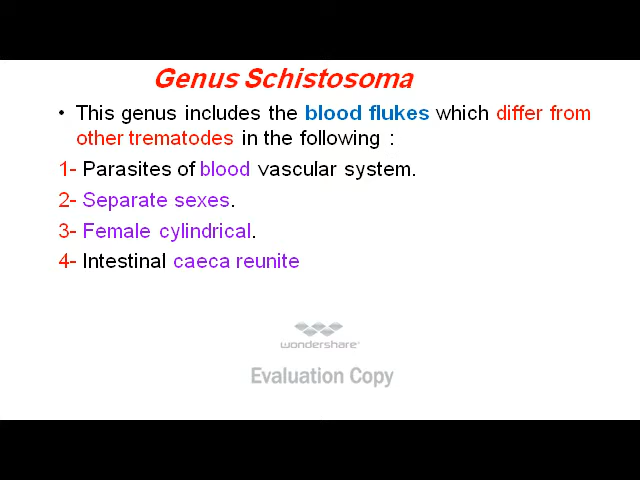 Genus Schistosoma
• This genus includes the blood flukes which differ from
other trematodes in the following :
1- Parasites of blood vascular system.
2- Separate sexes.
3- Female cylindrical.
4- Intestinal caeca reunite
wondershare
Evaluation Copy